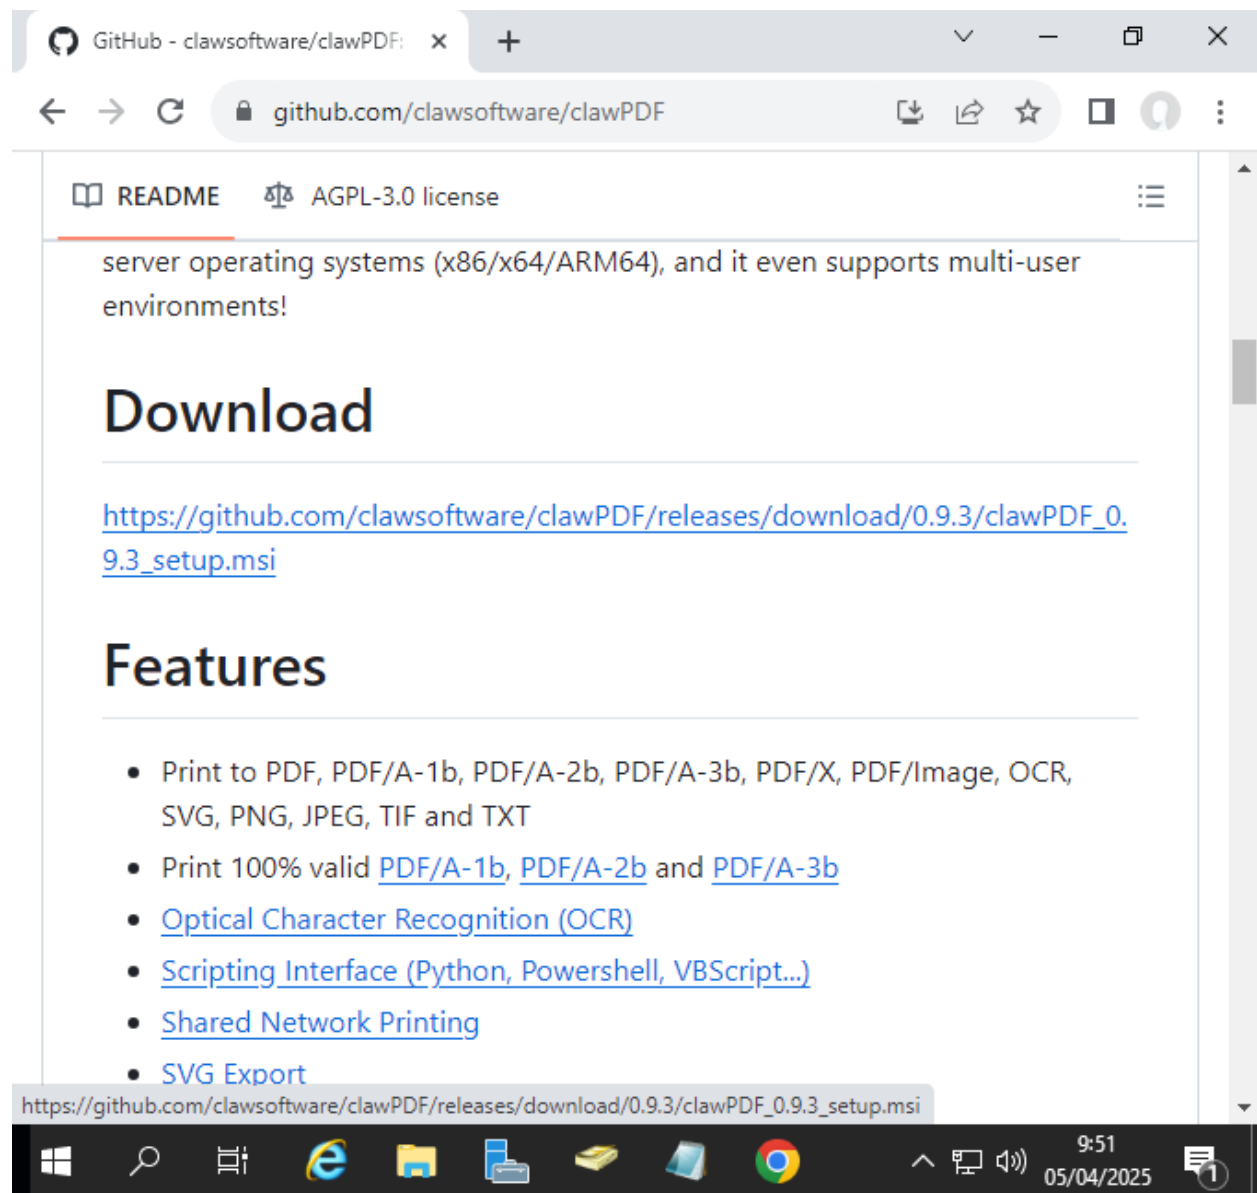 GitHub - clawsoftware/clawPDF:
github.com/clawsoftware/clawPDF
README
AGPL-3.0 license
server operating systems (x86/x64/ARM64), and it even supports multi-user
environments!
Download
https://github.com/clawsoftware/clawPDF/releases/download/0.9.3/clawPDF_0.
9.3_setup.msi
Features
Print to PDF, PDF/A-1b, PDF/A-2b, PDF/A-3b, PDF/X, PDF/Image, OCR,
SVG, PNG, JPEG, TIF and TXT
Print 100% valid PDF/A-1b, PDF/A-2b and PDF/A-3b
Optical Character Recognition (OCR)
Scripting Interface (Python, Powershell, VBScript...)
Shared Network Printing
SVG Export
https://github.com/clawsoftware/clawPDF/releases/download/0.9.3/clawPDF_0.9.3_setup.msi
9:51
05/04/2025
1